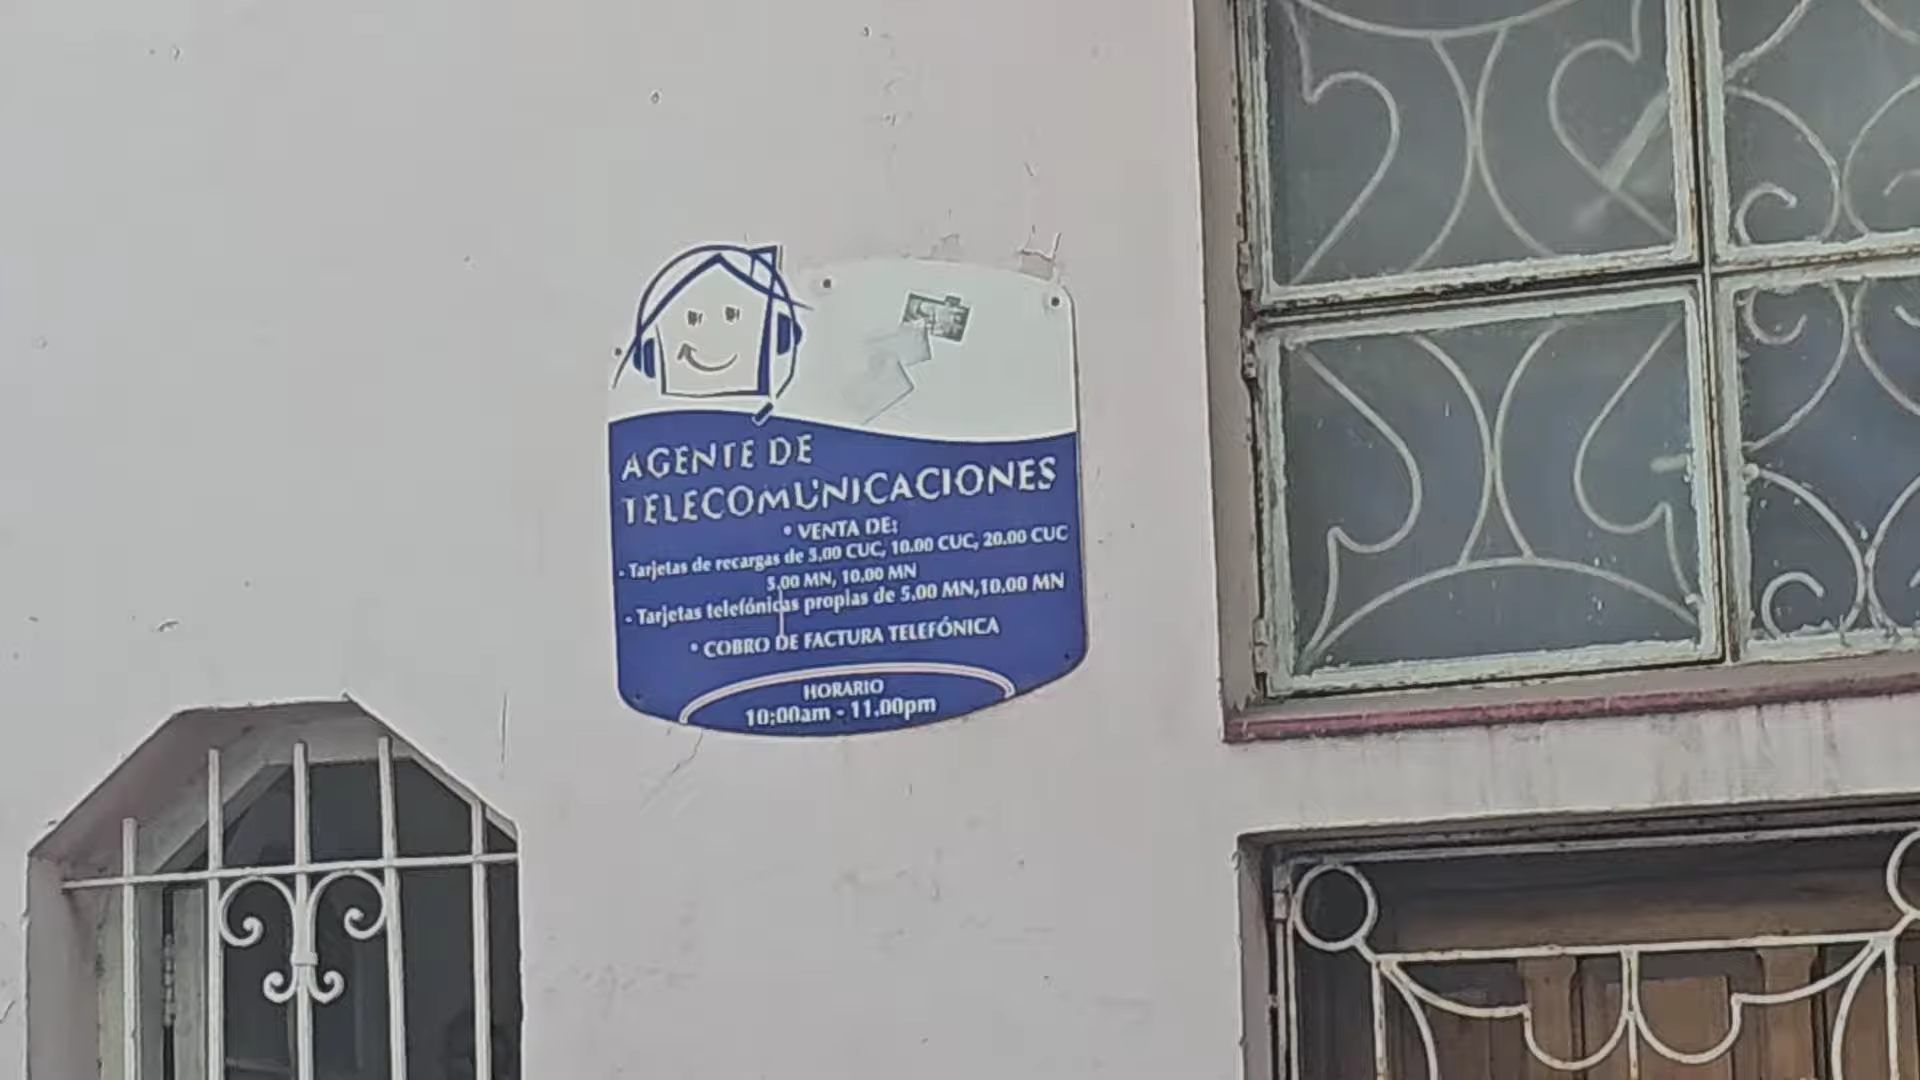 AGENTE DE
TELECOMUNICACIONES
• VENTA DE:
- Tarjetas de recargas de 5.00 CUC, 10.00 CUC, 20.00 CUC
5.00 MN, 10.00 MN
- Tarjetas telefónicas propias de 5.00 MN,10.00 MN
• COBRO DE FACTURA TELEFÓNICA
HORARIO
10:00am - 11.00pm